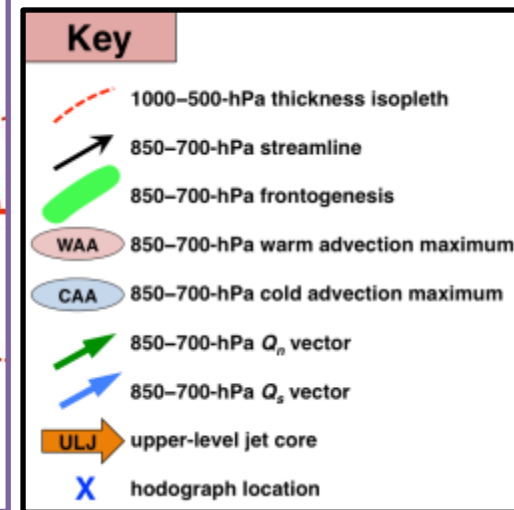 Key
1000–500-hPa thickness isopleth
850–700-hPa streamline
850–700-hPa frontogenesis
WAA 850–700-hPa warm advection maximum
CAA 850–700-hPa cold advection maximum
850–700-hPa Qn vector
850–700-hPa Qs vector
ULJ upper-level jet core
X hodograph location